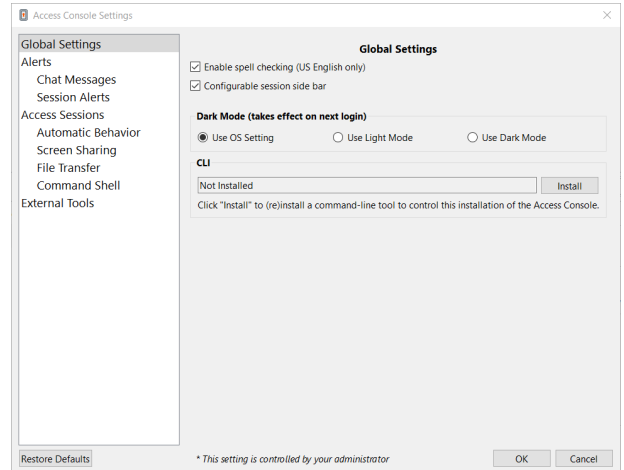 Access Console Settings
Global Settings
Alerts
Chat Messages
Session Alerts
Access Sessions
Automatic Behavior
Screen Sharing
File Transfer
Command Shell
External Tools
Global Settings
Enable spell checking (US English only)
Configurable session side bar
Dark Mode (takes effect on next login)
Use OS Setting Use Light Mode Use Dark Mode
CLI
Not Installed Install
Click "Install" to (re)install a command-line tool to control this installation of the Access Console.
Restore Defaults * This setting is controlled by your administrator OK Cancel